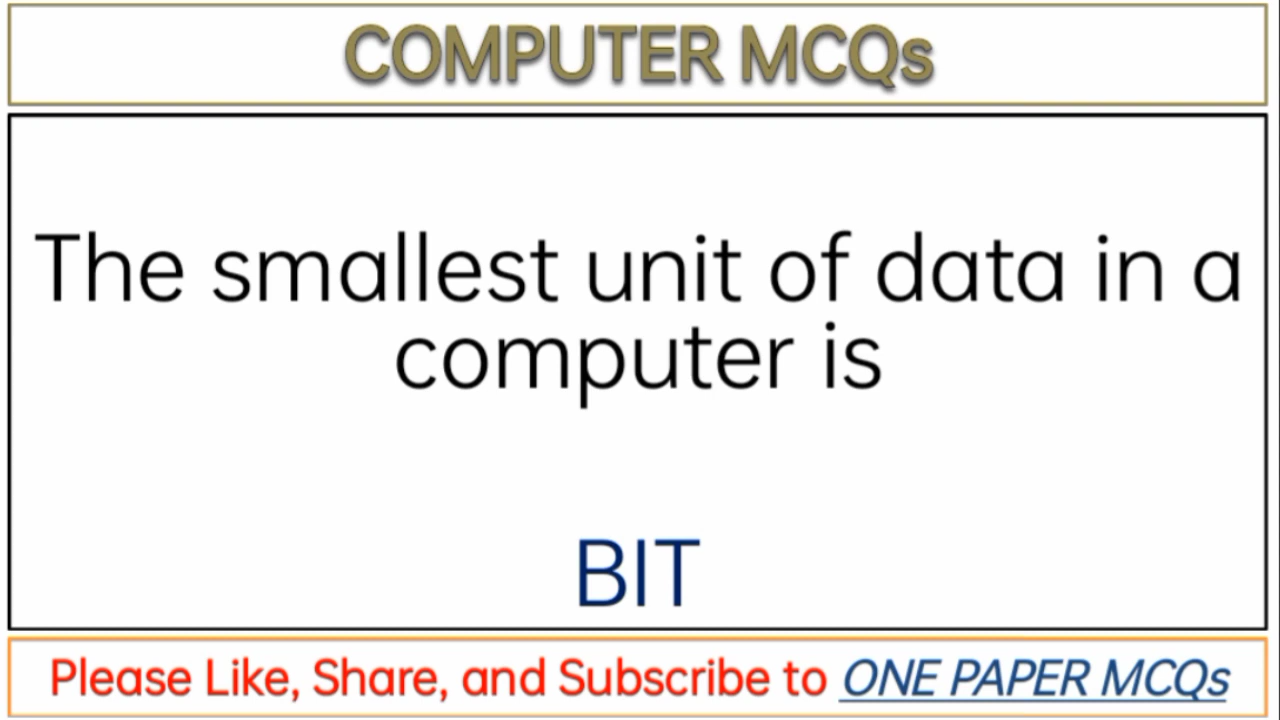 COMPUTER MCQs
The smallest unit of data in a
computer is
BIT
Please Like, Share, and Subscribe to ONE PAPER MCQs